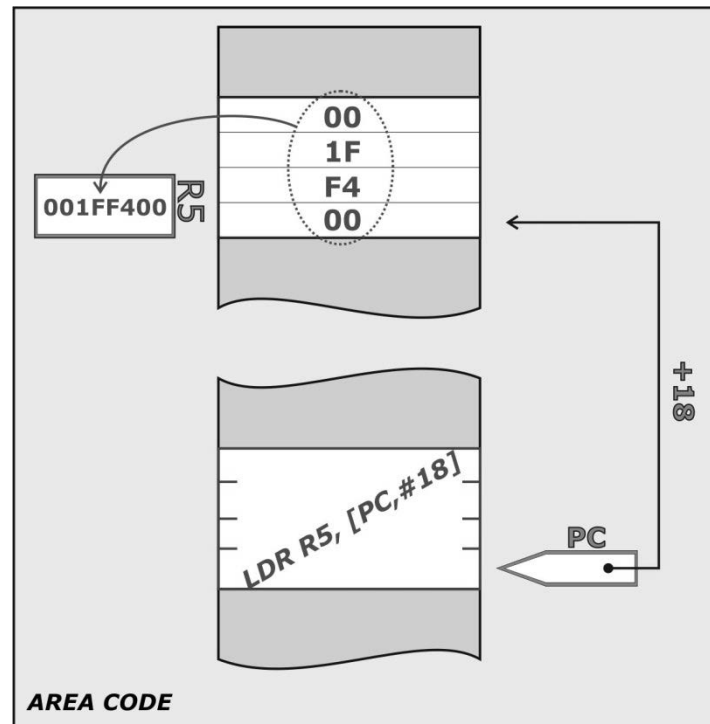 00
1F
F4
00
001FF400
R5
+18
LDR R5, [PC,#18]
PC
AREA CODE